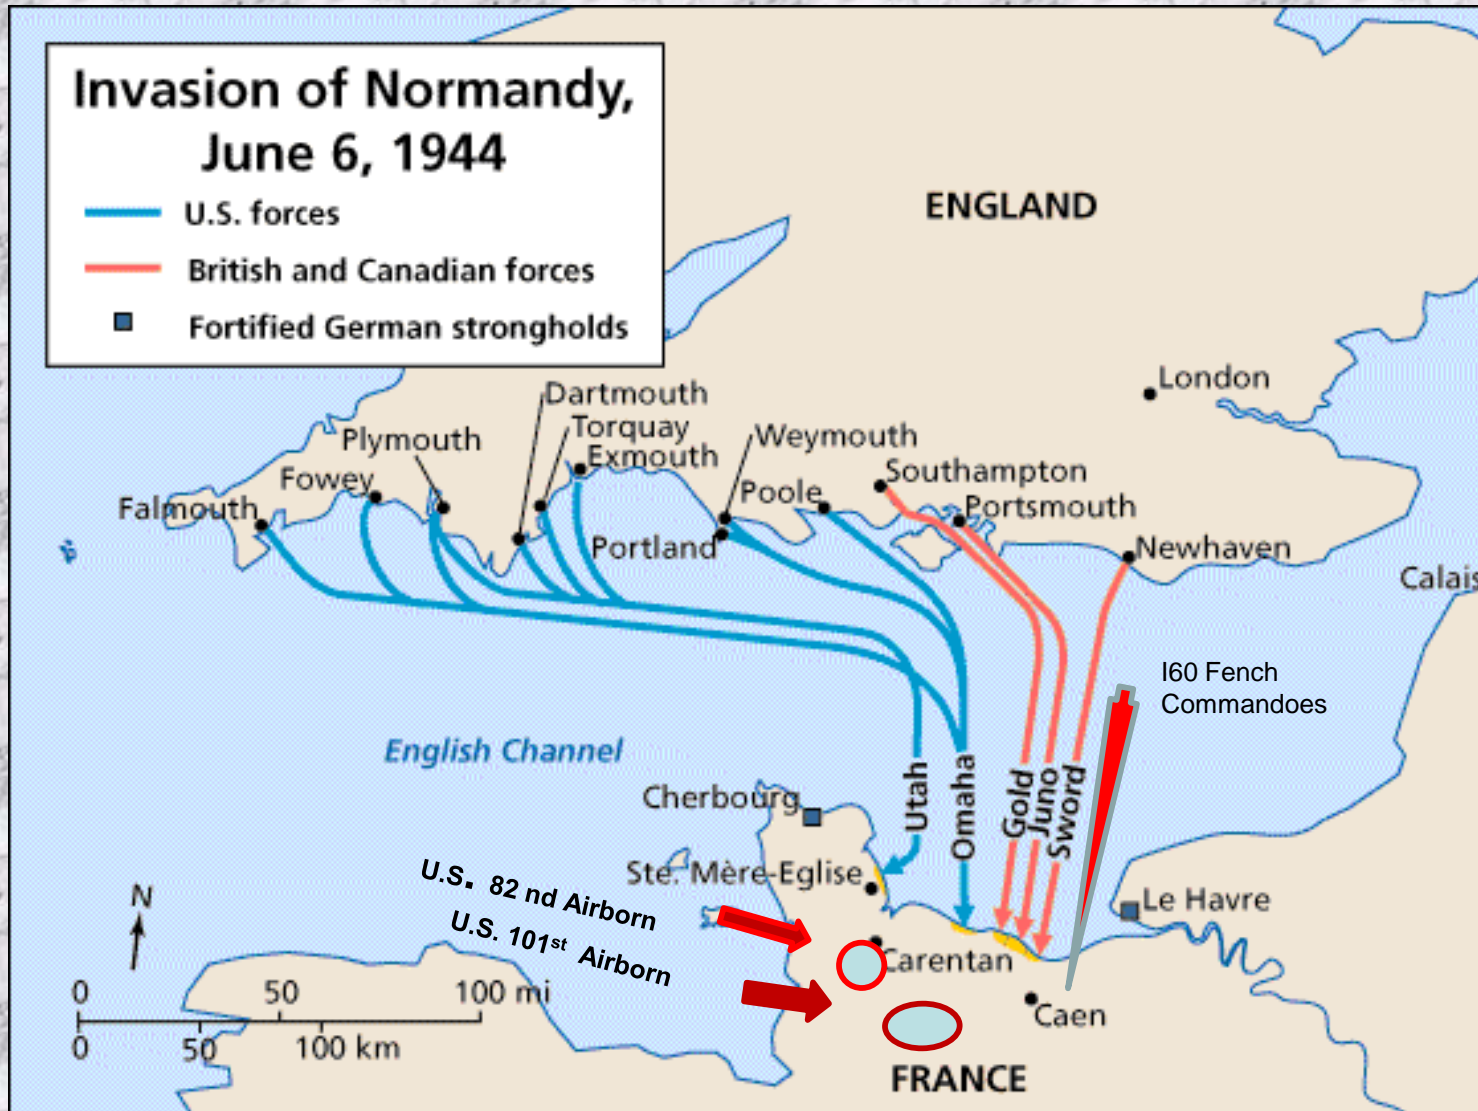 Invasion of Normandy,
June 6, 1944
U.S. forces
British and Canadian forces
Fortified German strongholds
ENGLAND
London
Dartmouth
Torquay
Exmouth
Plymouth
Weymouth
Fowey
Falmouth
Southampton
Poole
Portsmouth
Portland
Newhaven
Calais
I60 Fench
Commandoes
English Channel
Utah
Omaha
Gold
Juno
Sword
Cherbourg
Ste. Mère-Eglise
Le Havre
U.S. 82 nd Airborn
U.S. 101st Airborn
N
Carentan
Caen
0 50 100 mi
0 50 100 km
FRANCE